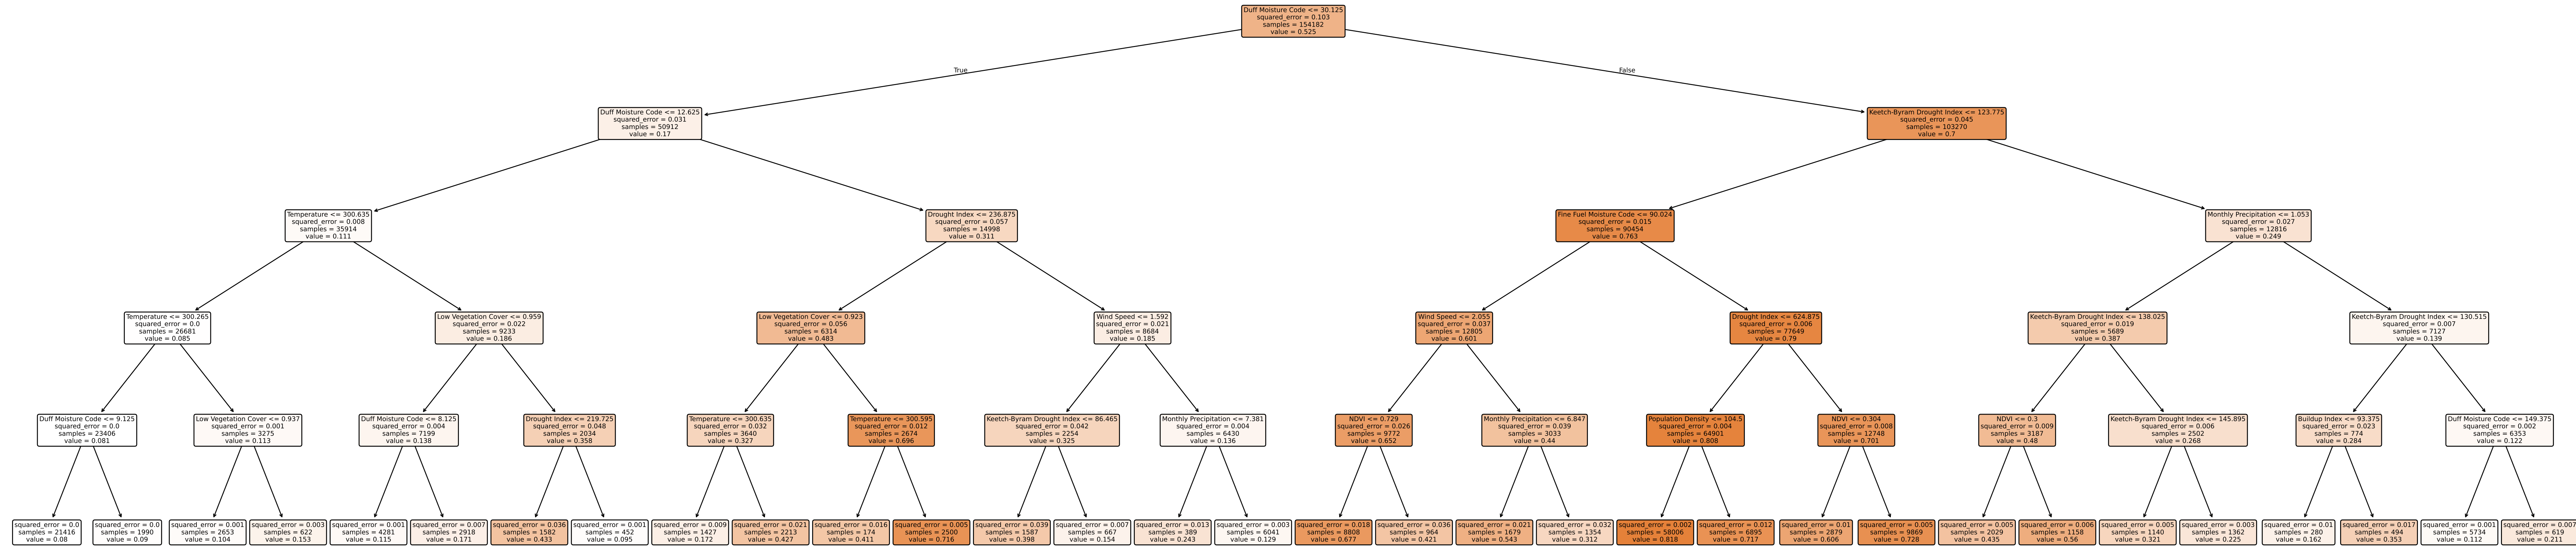 Duff Moisture Code <= 30.125
squared_error = 0.103
samples = 154182
value = 0.525
True
False
Duff Moisture Code <= 12.625
squared_error = 0.031
samples = 50912
value = 0.17
Keetch-Byram Drought Index <= 123.775
squared_error = 0.045
samples = 103270
value = 0.7
Temperature <= 300.635
squared_error = 0.008
samples = 35914
value = 0.111
Drought Index <= 236.875
squared_error = 0.057
samples = 14998
value = 0.311
Fine Fuel Moisture Code <= 90.024
squared_error = 0.015
samples = 90454
value = 0.763
Monthly Precipitation <= 1.053
squared_error = 0.027
samples = 12816
value = 0.249
Temperature <= 300.265
squared_error = 0.0
samples = 26681
value = 0.085
Low Vegetation Cover <= 0.959
squared_error = 0.022
samples = 9233
value = 0.186
Low Vegetation Cover <= 0.923
squared_error = 0.056
samples = 6314
value = 0.483
Wind Speed <= 1.592
squared_error = 0.021
samples = 8684
value = 0.185
Wind Speed <= 2.055
squared_error = 0.037
samples = 12805
value = 0.601
Drought Index <= 624.875
squared_error = 0.006
samples = 77649
value = 0.79
Keetch-Byram Drought Index <= 138.025
squared_error = 0.019
samples = 5689
value = 0.387
Keetch-Byram Drought Index <= 130.515
squared_error = 0.007
samples = 7127
value = 0.139
Duff Moisture Code <= 9.125
squared_error = 0.0
samples = 23406
value = 0.081
Low Vegetation Cover <= 0.937
squared_error = 0.001
samples = 3275
value = 0.113
Duff Moisture Code <= 8.125
squared_error = 0.004
samples = 7199
value = 0.138
Drought Index <= 219.725
squared_error = 0.048
samples = 2034
value = 0.358
Temperature <= 300.635
squared_error = 0.032
samples = 3640
value = 0.327
Temperature <= 300.595
squared_error = 0.012
samples = 2674
value = 0.696
Keetch-Byram Drought Index <= 86.465
squared_error = 0.042
samples = 2254
value = 0.325
Monthly Precipitation <= 7.381
squared_error = 0.004
samples = 6430
value = 0.136
NDVI <= 0.729
squared_error = 0.026
samples = 9772
value = 0.652
Monthly Precipitation <= 6.847
squared_error = 0.039
samples = 3033
value = 0.44
Population Density <= 104.5
squared_error = 0.004
samples = 64901
value = 0.808
NDVI <= 0.304
squared_error = 0.008
samples = 12748
value = 0.701
NDVI <= 0.3
squared_error = 0.009
samples = 3187
value = 0.48
Keetch-Byram Drought Index <= 145.895
squared_error = 0.006
samples = 2502
value = 0.268
Buildup Index <= 93.375
squared_error = 0.023
samples = 774
value = 0.284
Duff Moisture Code <= 149.375
squared_error = 0.002
samples = 6353
value = 0.122
squared_error = 0.0
samples = 21416
value = 0.08
squared_error = 0.0
samples = 1990
value = 0.09
squared_error = 0.001
samples = 2653
value = 0.104
squared_error = 0.003
samples = 622
value = 0.153
squared_error = 0.001
samples = 4281
value = 0.115
squared_error = 0.007
samples = 2918
value = 0.171
squared_error = 0.036
samples = 1582
value = 0.433
squared_error = 0.001
samples = 452
value = 0.095
squared_error = 0.009
samples = 1427
value = 0.172
squared_error = 0.021
samples = 2213
value = 0.427
squared_error = 0.016
samples = 174
value = 0.411
squared_error = 0.005
samples = 2500
value = 0.716
squared_error = 0.039
samples = 1587
value = 0.398
squared_error = 0.007
samples = 667
value = 0.154
squared_error = 0.013
samples = 389
value = 0.243
squared_error = 0.003
samples = 6041
value = 0.129
squared_error = 0.018
samples = 8808
value = 0.677
squared_error = 0.036
samples = 964
value = 0.421
squared_error = 0.021
samples = 1679
value = 0.543
squared_error = 0.032
samples = 1354
value = 0.312
squared_error = 0.002
samples = 58006
value = 0.818
squared_error = 0.012
samples = 6895
value = 0.717
squared_error = 0.01
samples = 2879
value = 0.606
squared_error = 0.005
samples = 9869
value = 0.728
squared_error = 0.005
samples = 2029
value = 0.435
squared_error = 0.006
samples = 1158
value = 0.56
squared_error = 0.005
samples = 1140
value = 0.321
squared_error = 0.003
samples = 1362
value = 0.225
squared_error = 0.01
samples = 280
value = 0.162
squared_error = 0.017
samples = 494
value = 0.353
squared_error = 0.001
samples = 5734
value = 0.112
squared_error = 0.007
samples = 619
value = 0.211